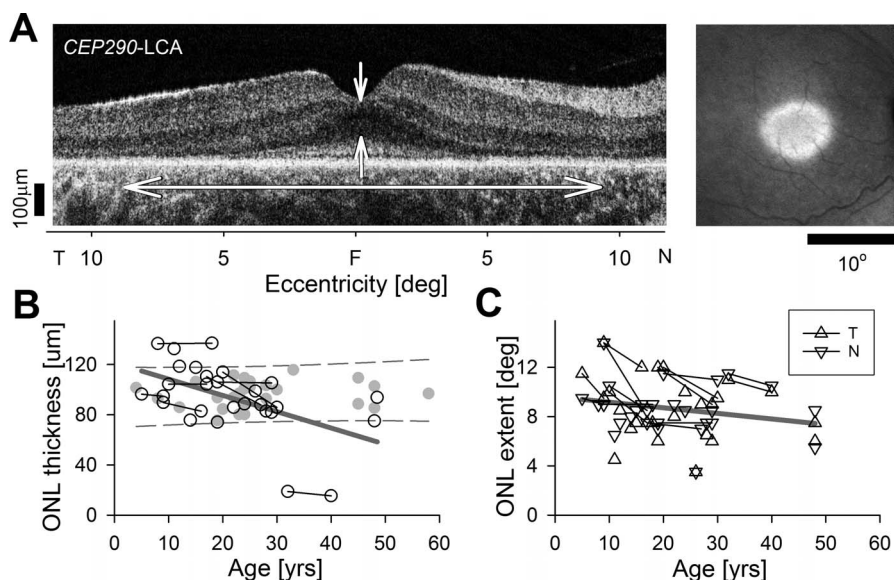 A
CEP290-LCA
100µm
T 10 5 F 5 10 N
Eccentricity [deg]
10°
B
ONL thickness [um]
120
80
40
0
0 10 20 30 40 50 60
Age [yrs]
C
ONL extent [deg]
12
8
4
0
0 10 20 30 40 50 60
Age [yrs]
T
N